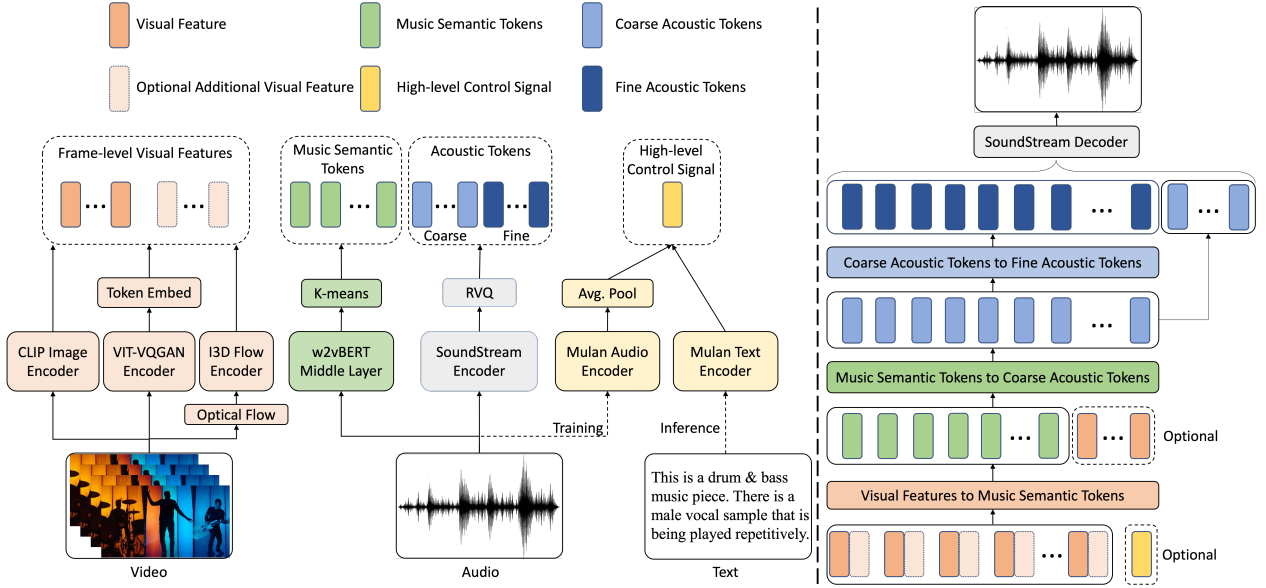 Visual Feature
Music Semantic Tokens
Coarse Acoustic Tokens
Optional Additional Visual Feature
High-level Control Signal
Fine Acoustic Tokens
Frame-level Visual Features
Music Semantic
Tokens
Acoustic Tokens
Coarse
Fine
High-level
Control Signal
Token Embed
K-means
RVQ
Avg. Pool
CLIP Image
Encoder
VIT-VQGAN
Encoder
I3D Flow
Encoder
w2vBERT
Middle Layer
SoundStream
Encoder
Mulan Audio
Encoder
Mulan Text
Encoder
Optical Flow
Training
Inference
This is a drum & bass
music piece. There is a
male vocal sample that is
being played repetitively.
Video
Audio
Text
SoundStream Decoder
Coarse Acoustic Tokens to Fine Acoustic Tokens
Music Semantic Tokens to Coarse Acoustic Tokens
Optional
Visual Features to Music Semantic Tokens
Optional